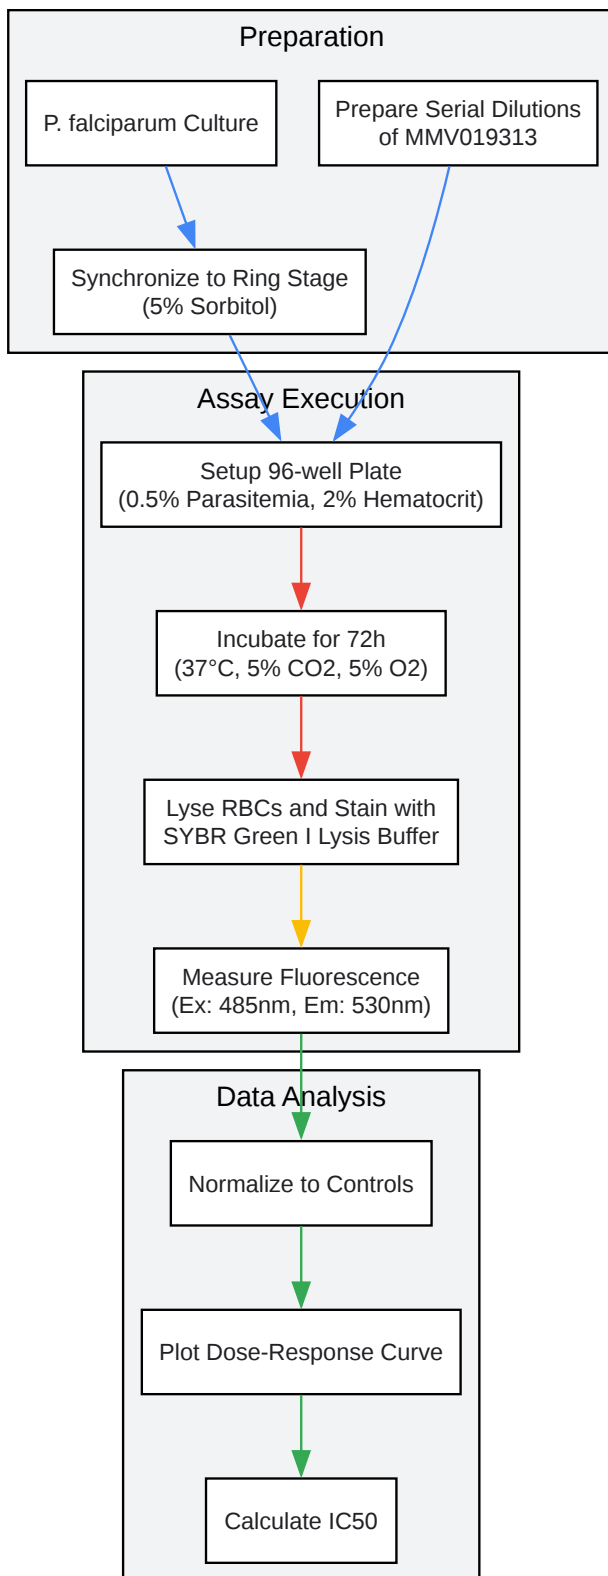 Preparation
P. falciparum Culture
Prepare Serial Dilutions
of MMV019313
Synchronize to Ring Stage
(5% Sorbitol)
Assay Execution
Setup 96-well Plate
(0.5% Parasitemia, 2% Hematocrit)
Incubate for 72h
(37°C, 5% CO2, 5% O2)
Lyse RBCs and Stain with
SYBR Green I Lysis Buffer
Measure Fluorescence
(Ex: 485nm, Em: 530nm)
Data Analysis
Normalize to Controls
Plot Dose-Response Curve
Calculate IC50